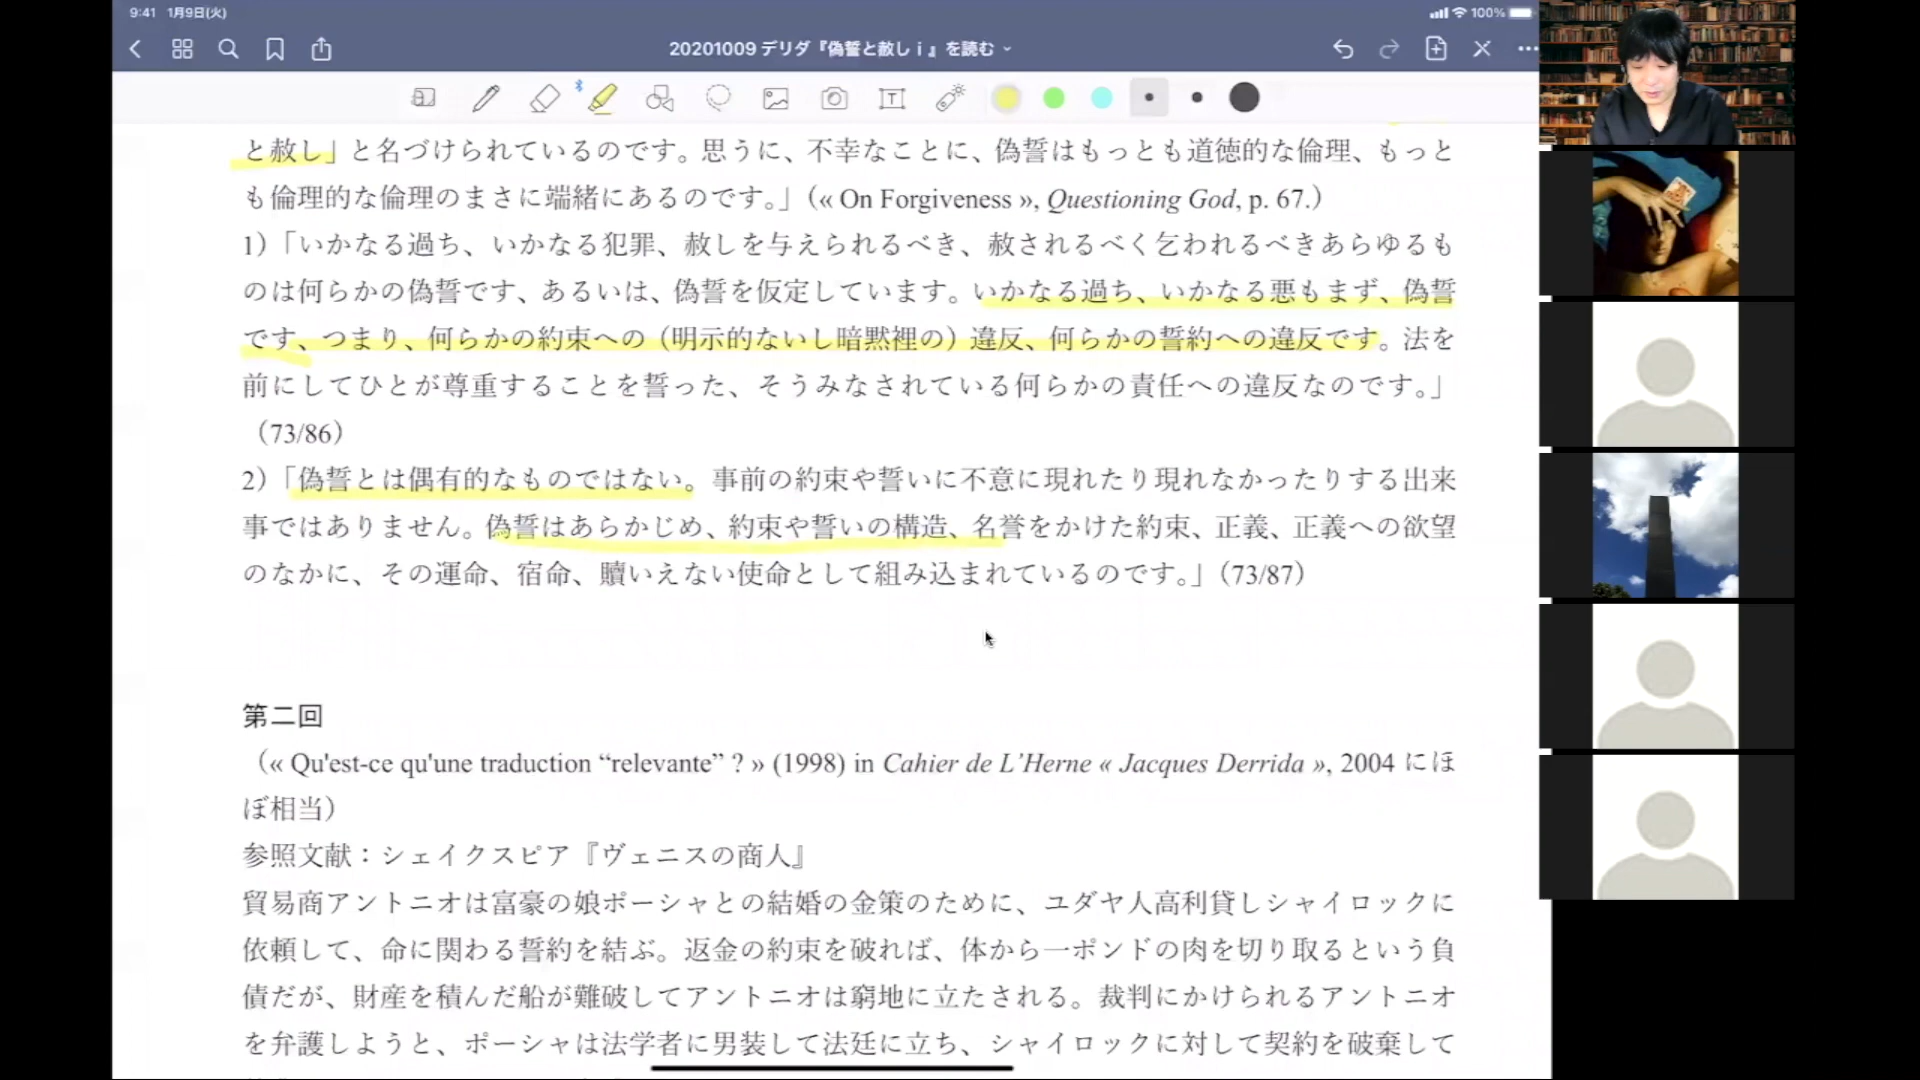 9:41 1月9日(火)
100%
20201009 デリダ『偽誓と赦し i 』を読む
と赦し」と名づけられているのです。思うに、不幸なことに、偽誓はもっとも道徳的な倫理、もっと
も倫理的な倫理のまさに端緒にあるのです。」（« On Forgiveness », Questioning God, p. 67.）
1）「いかなる過ち、いかなる犯罪、赦しを与えられるべき、赦されるべく乞われるべきあらゆるも
のは何らかの偽誓です、あるいは、偽誓を仮定しています。いかなる過ち、いかなる悪もまず、偽誓
です、つまり、何らかの約束への（明示的ないし暗黙裡の）違反、何らかの誓約への違反です。法を
前にしてひとが尊重することを誓った、そうみなされている何らかの責任への違反なのです。」
（73/86）
2）「偽誓とは偶有的なものではない。事前の約束や誓いに不意に現れたり現れなかったりする出来
事ではありません。偽誓はあらかじめ、約束や誓いの構造、名誉をかけた約束、正義、正義への欲望
のなかに、その運命、宿命、贖いえない使命として組み込まれているのです。」（73/87）
第二回
（« Qu'est-ce qu'une traduction “relevante” ? » (1998) in Cahier de L’Herne « Jacques Derrida », 2004 にほ
ぼ相当）
参照文献：シェイクスピア『ヴェニスの商人』
貿易商アントニオは富豪の娘ポーシャとの結婚の金策のために、ユダヤ人高利貸しシャイロックに
依頼して、命に関わる誓約を結ぶ。返金の約束を破れば、体から一ポンドの肉を切り取るという負
債だが、財産を積んだ船が難破してアントニオは窮地に立たされる。裁判にかけられるアントニオ
を弁護しようと、ポーシャは法学者に男装して法廷に立ち、シャイロックに対して契約を破棄して